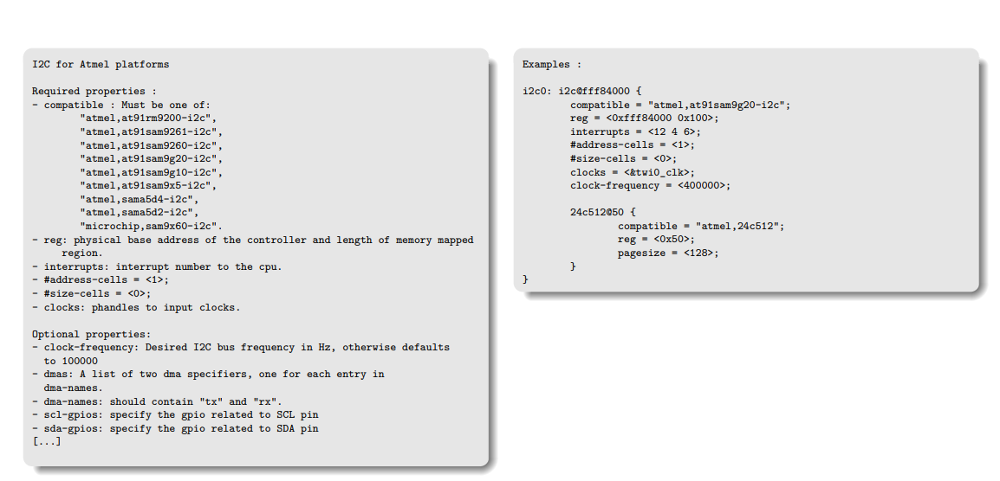 I2C for Atmel platforms

Required properties :
- compatible : Must be one of:
        "atmel,at91rm9200-i2c",
        "atmel,at91sam9261-i2c",
        "atmel,at91sam9260-i2c",
        "atmel,at91sam9g20-i2c",
        "atmel,at91sam9g10-i2c",
        "atmel,at91sam9x5-i2c",
        "atmel,sama5d4-i2c",
        "atmel,sama5d2-i2c",
        "microchip,sam9x60-i2c".
- reg: physical base address of the controller and length of memory mapped
     region.
- interrupts: interrupt number to the cpu.
- #address-cells = <1>;
- #size-cells = <0>;
- clocks: phandles to input clocks.

Optional properties:
- clock-frequency: Desired I2C bus frequency in Hz, otherwise defaults
  to 100000
- dmas: A list of two dma specifiers, one for each entry in
  dma-names.
- dma-names: should contain "tx" and "rx".
- scl-gpios: specify the gpio related to SCL pin
- sda-gpios: specify the gpio related to SDA pin
[...]

Examples :

i2c0: i2c@fff84000 {
        compatible = "atmel,at91sam9g20-i2c";
        reg = <0xfff84000 0x100>;
        interrupts = <12 4 6>;
        #address-cells = <1>;
        #size-cells = <0>;
        clocks = <&twi0_clk>;
        clock-frequency = <400000>;

        24c512@50 {
                compatible = "atmel,24c512";
                reg = <0x50>;
                pagesize = <128>;
        }
}